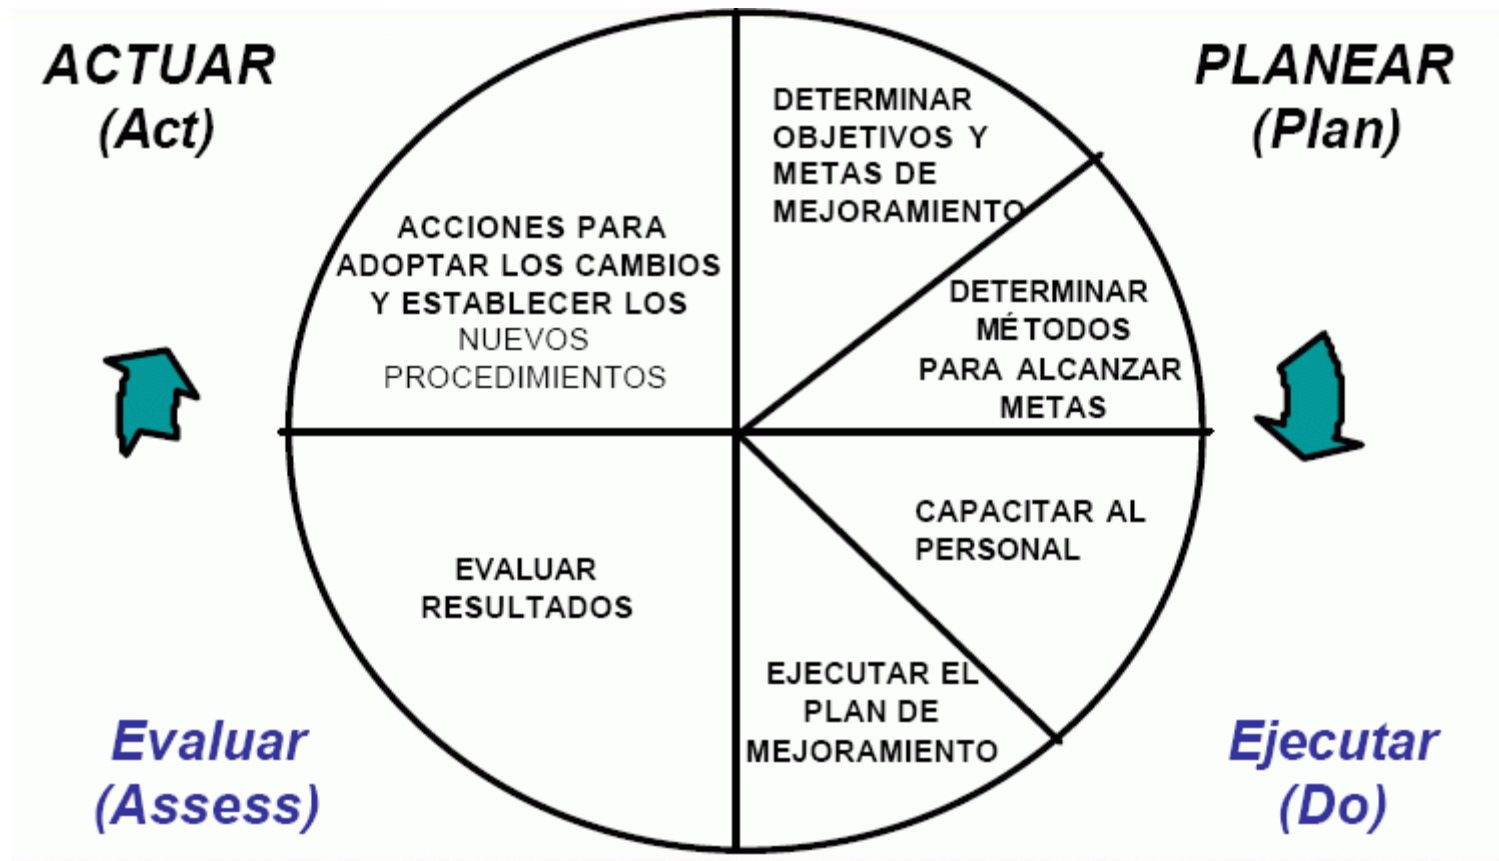 ACTUAR
(Act)
PLANEAR
(Plan)
DETERMINAR
OBJETIVOS Y
METAS DE
MEJORAMIENTO
ACCIONES PARA
ADOPTAR LOS CAMBIOS
Y ESTABLECER LOS
NUEVOS
PROCEDIMIENTOS
DETERMINAR
MÉTODOS
PARA ALCANZAR
METAS
CAPACITAR AL
PERSONAL
EVALUAR
RESULTADOS
EJECUTAR EL
PLAN DE
MEJORAMIENTO
Evaluar
(Assess)
Ejecutar
(Do)